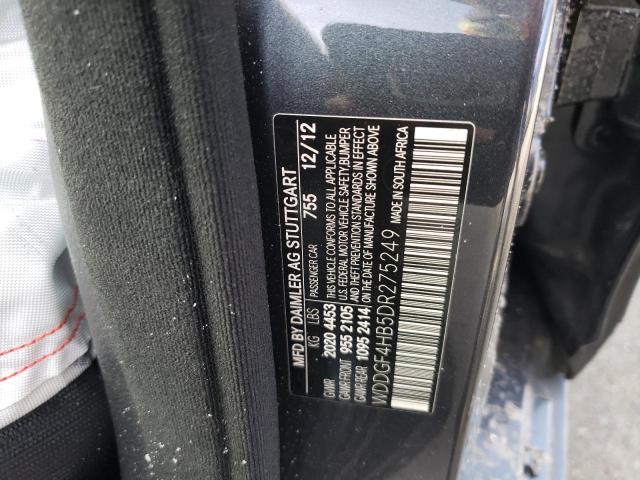 MFD BY DAIMLER AG STUTTGART
KG LBS PASSENGER CAR 755 12/12
GVWR 2020 4453 THIS VEHICLE CONFORMS TO ALL APPLICABLE
GAWR FRONT 955 2105 U.S. FEDERAL MOTOR VEHICLE SAFETY, BUMPER
GAWR REAR 1095 2414 AND THEFT PREVENTION STANDARDS IN EFFECT
ON THE DATE OF MANUFACTURE SHOWN ABOVE
WDDGF4HB5DR275249 MADE IN SOUTH AFRICA